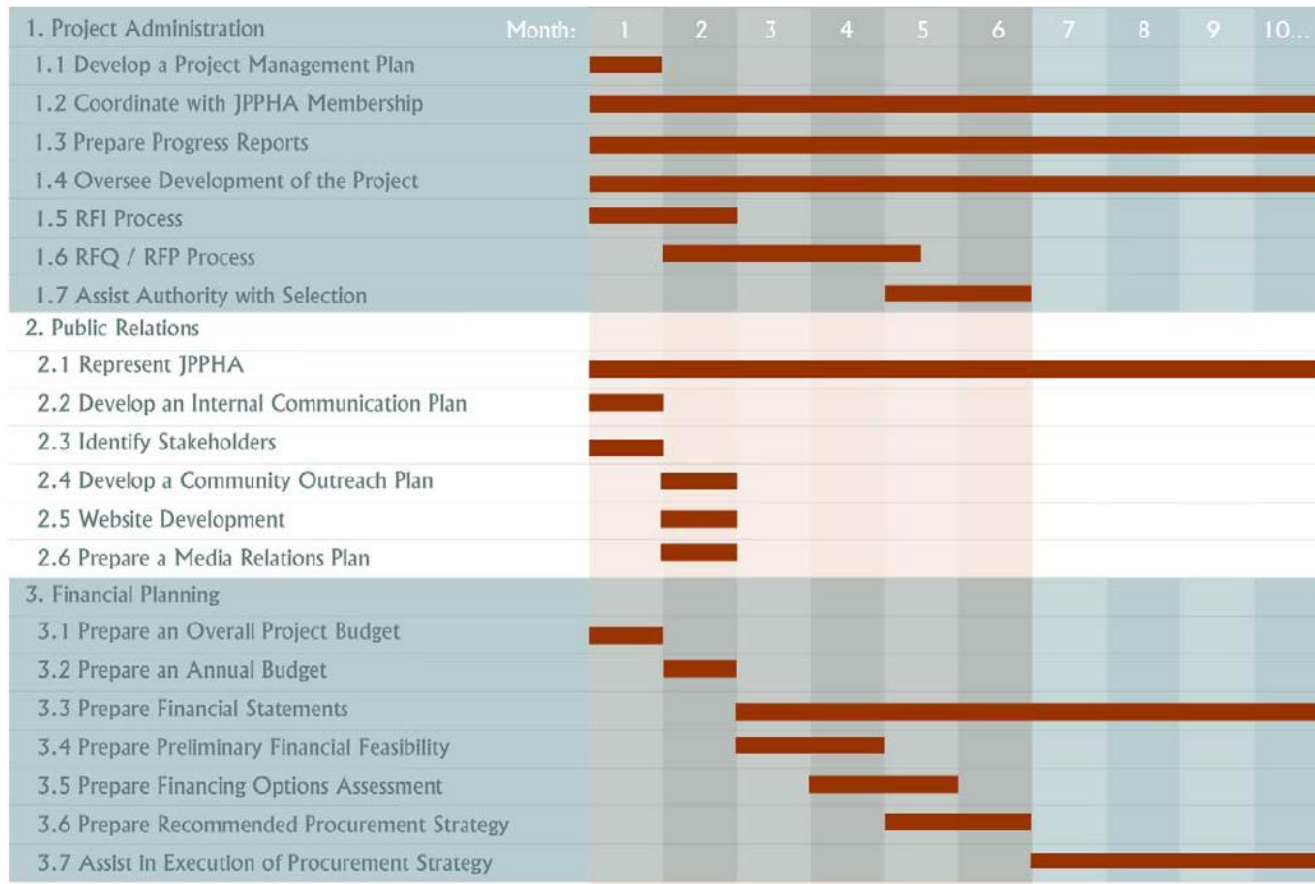 1. Project Administration Month: 1 2 3 4 5 6 7 8 9 10...
1.1 Develop a Project Management Plan
1.2 Coordinate with JPPHA Membership
1.3 Prepare Progress Reports
1.4 Oversee Development of the Project
1.5 RFI Process
1.6 RFQ / RFP Process
1.7 Assist Authority with Selection
2. Public Relations
2.1 Represent JPPHA
2.2 Develop an Internal Communication Plan
2.3 Identify Stakeholders
2.4 Develop a Community Outreach Plan
2.5 Website Development
2.6 Prepare a Media Relations Plan
3. Financial Planning
3.1 Prepare an Overall Project Budget
3.2 Prepare an Annual Budget
3.3 Prepare Financial Statements
3.4 Prepare Preliminary Financial Feasibility
3.5 Prepare Financing Options Assessment
3.6 Prepare Recommended Procurement Strategy
3.7 Assist in Execution of Procurement Strategy